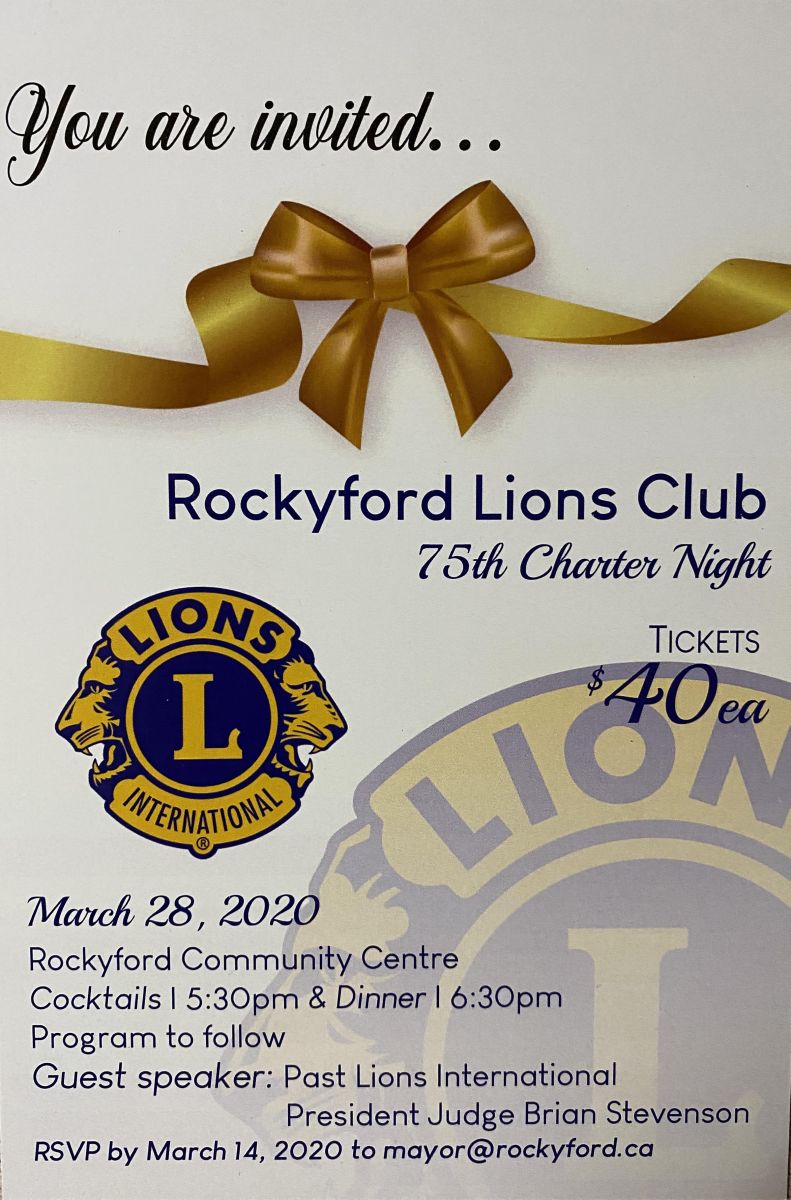 You are invited...
Rockyford Lions Club
75th Charter Night
TICKETS
$40ea
LIONS
L
INTERNATIONAL
®
LION
L
March 28, 2020
Rockyford Community Centre
Cocktails | 5:30pm & Dinner | 6:30pm
Program to follow
Guest speaker: Past Lions International
President Judge Brian Stevenson
RSVP by March 14, 2020 to mayor@rockyford.ca